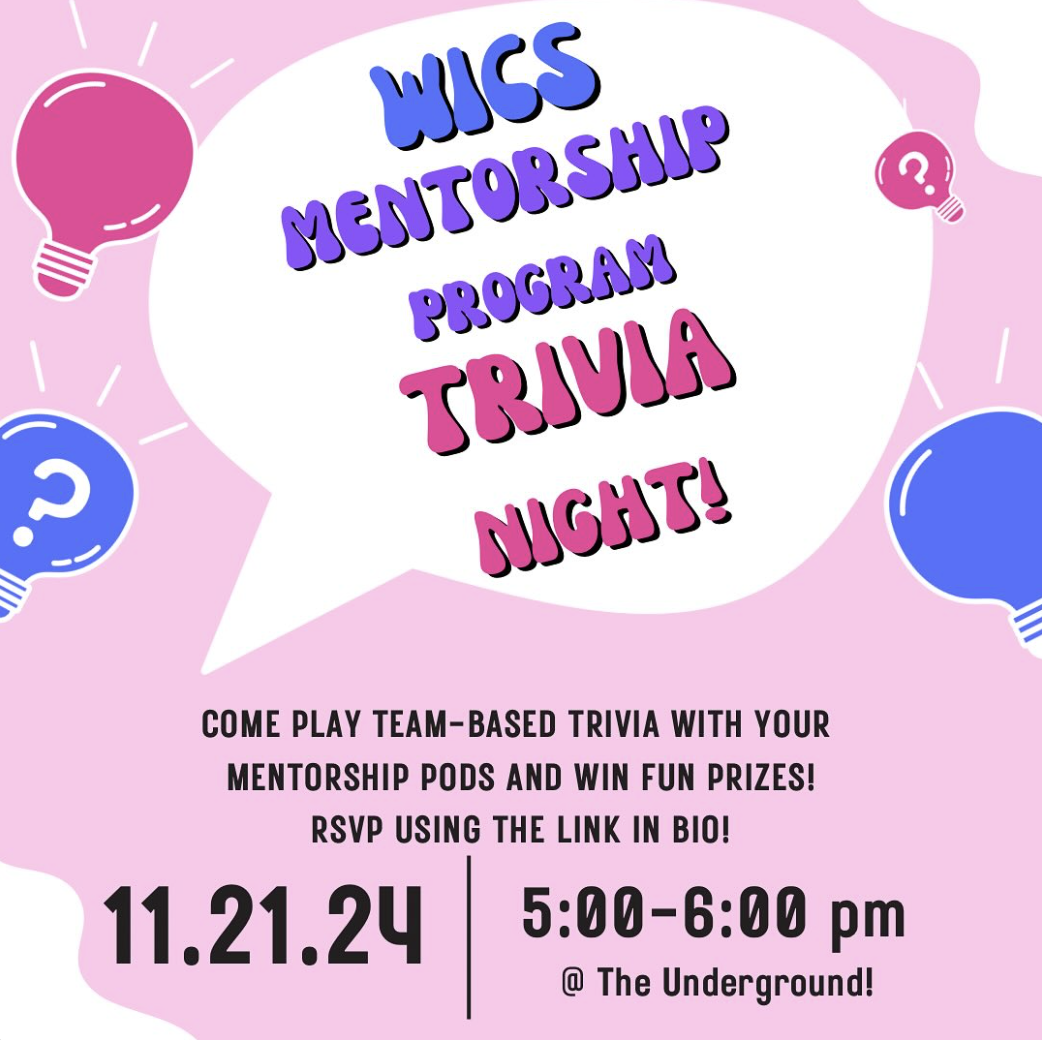 WICS
MENTORSHIP
PROGRAM
TRIVIA
NIGHT!
?
?
COME PLAY TEAM-BASED TRIVIA WITH YOUR
MENTORSHIP PODS AND WIN FUN PRIZES!
RSVP USING THE LINK IN BIO!
11.21.24
5:00-6:00 pm
@ The Underground!